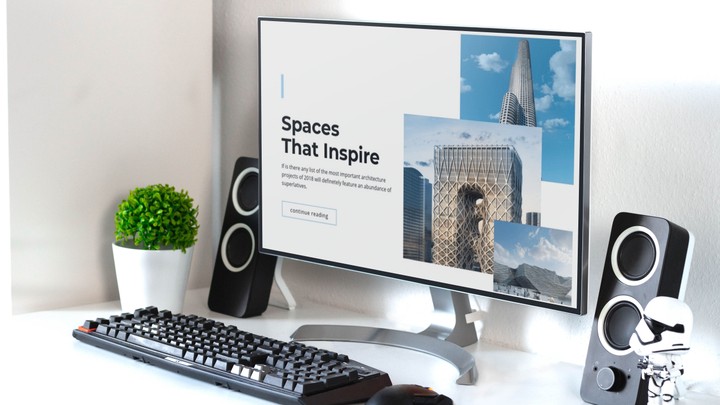 Spaces
That Inspire
If is there any list of the most important architecture
projects of 2018 will definetely feature an abundance of
superlatives.
continue reading